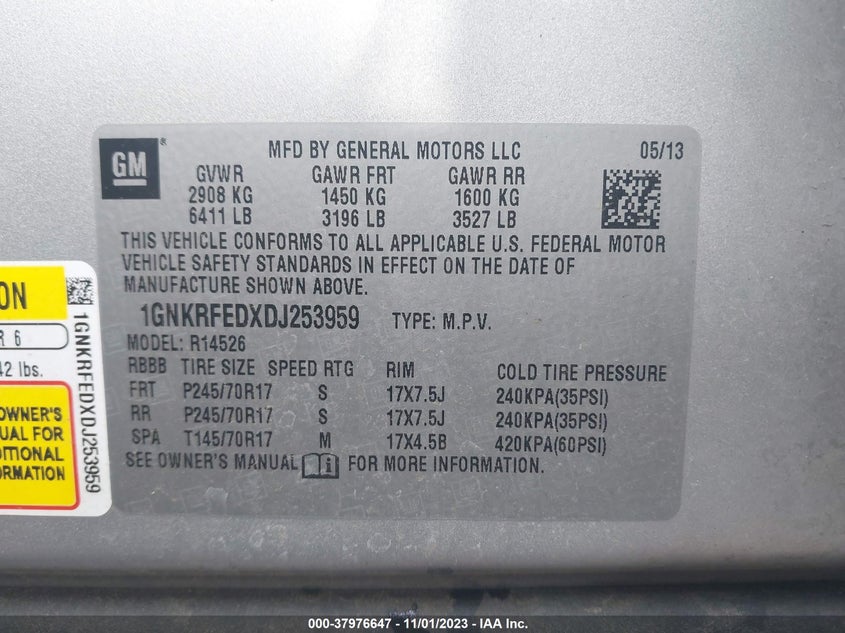 GM
MFD BY GENERAL MOTORS LLC 05/13
GVWR GAWR FRT GAWR RR
2908 KG 1450 KG 1600 KG
6411 LB 3196 LB 3527 LB
THIS VEHICLE CONFORMS TO ALL APPLICABLE U.S. FEDERAL MOTOR
VEHICLE SAFETY STANDARDS IN EFFECT ON THE DATE OF
MANUFACTURE SHOWN ABOVE.
1GNKRFEDXDJ253959 TYPE: M.P.V.
MODEL: R14526
RBBB TIRE SIZE SPEED RTG RIM COLD TIRE PRESSURE
FRT P245/70R17 S 17X7.5J 240KPA(35PSI)
RR P245/70R17 S 17X7.5J 240KPA(35PSI)
SPA T145/70R17 M 17X4.5B 420KPA(60PSI)
SEE OWNER'S MANUAL i FOR MORE INFORMATION.
ON
R 6
42 lbs.
OWNER'S
UAL FOR
DITIONAL
ORMATION
1GNKRFEDXDJ253959
000-37976647 - 11/01/2023 - IAA Inc.